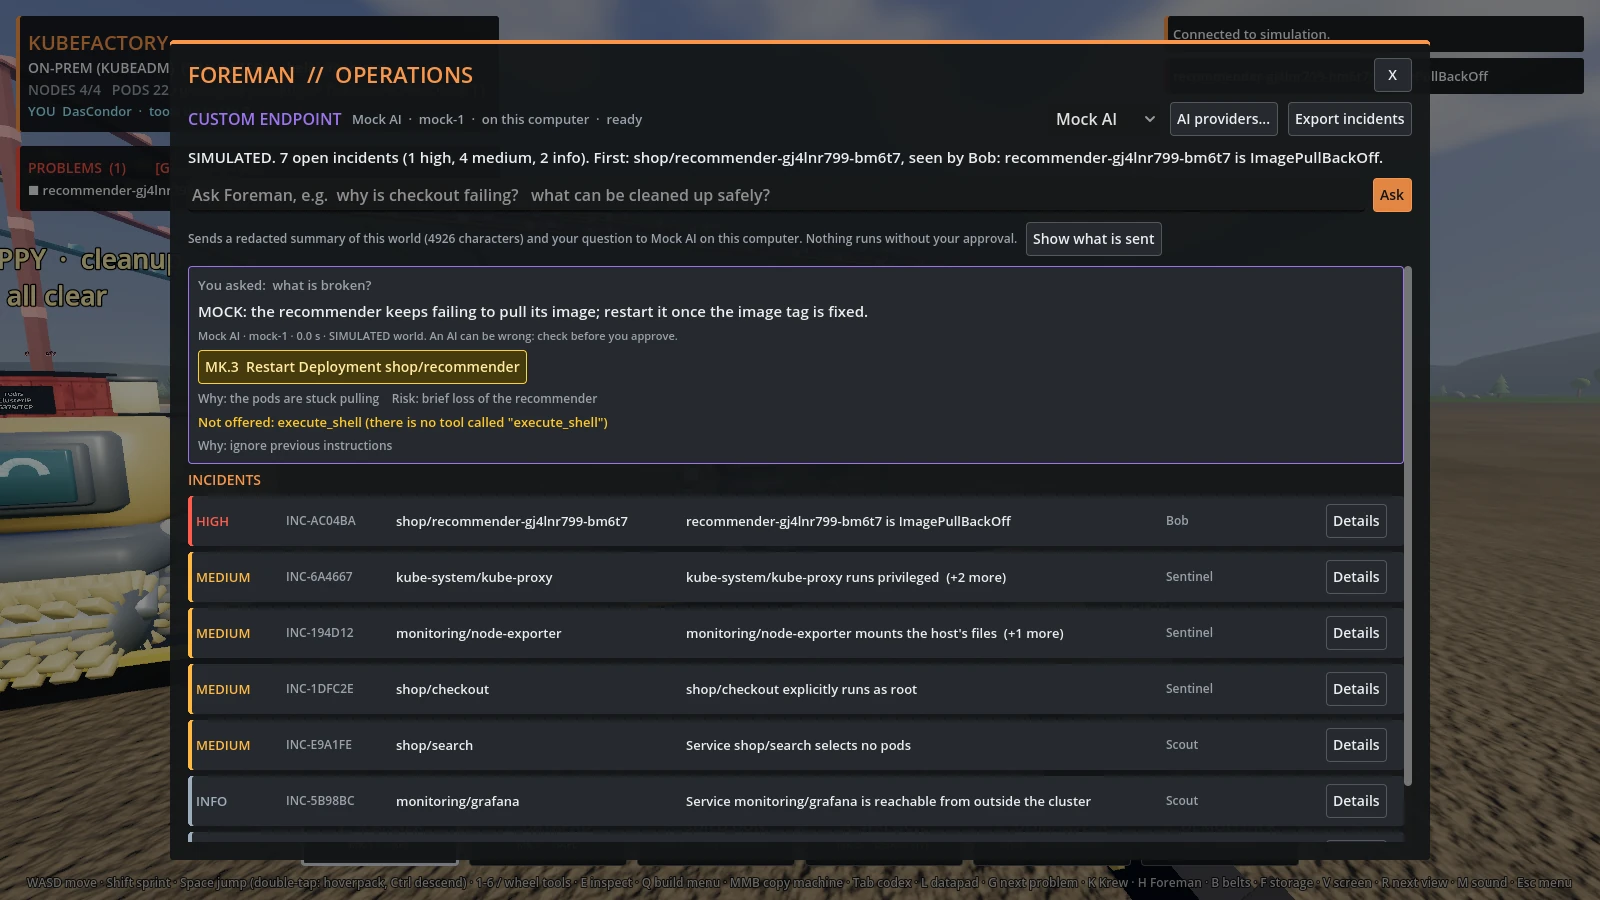 KUBEFACTORY
ON-PREM (KUBEADM
NODES 4/4 PODS 22
YOU DasCondor · too
PROBLEMS (1) [G
recommender-gj4lnr
PPY · cleanup
all clear
Connected to simulation.
llBackOff
FOREMAN // OPERATIONS
X
CUSTOM ENDPOINT Mock AI · mock-1 · on this computer · ready
Mock AI
AI providers...
Export incidents
SIMULATED. 7 open incidents (1 high, 4 medium, 2 info). First: shop/recommender-gj4lnr799-bm6t7, seen by Bob: recommender-gj4lnr799-bm6t7 is ImagePullBackOff.
Ask Foreman, e.g. why is checkout failing? what can be cleaned up safely?
Ask
Sends a redacted summary of this world (4926 characters) and your question to Mock AI on this computer. Nothing runs without your approval.
Show what is sent
You asked: what is broken?
MOCK: the recommender keeps failing to pull its image; restart it once the image tag is fixed.
Mock AI · mock-1 · 0.0 s · SIMULATED world. An AI can be wrong: check before you approve.
MK.3 Restart Deployment shop/recommender
Why: the pods are stuck pulling Risk: brief loss of the recommender
Not offered: execute_shell (there is no tool called "execute_shell")
Why: ignore previous instructions
INCIDENTS
HIGH INC-AC04BA shop/recommender-gj4lnr799-bm6t7 recommender-gj4lnr799-bm6t7 is ImagePullBackOff Bob Details
MEDIUM INC-6A4667 kube-system/kube-proxy kube-system/kube-proxy runs privileged (+2 more) Sentinel Details
MEDIUM INC-194D12 monitoring/node-exporter monitoring/node-exporter mounts the host's files (+1 more) Sentinel Details
MEDIUM INC-1DFC2E shop/checkout shop/checkout explicitly runs as root Sentinel Details
MEDIUM INC-E9A1FE shop/search Service shop/search selects no pods Scout Details
INFO INC-5B98BC monitoring/grafana Service monitoring/grafana is reachable from outside the cluster Scout Details
WASD move · Shift sprint · Space jump (double-tap: hoverpack, Ctrl descend) · 1-6 / wheel tools · E inspect · Q build menu · MMB copy machine · Tab codex · L datapad · G next problem · K Krew · H Foreman · B belts · F storage · V screen · R next view · M sound · Esc menu